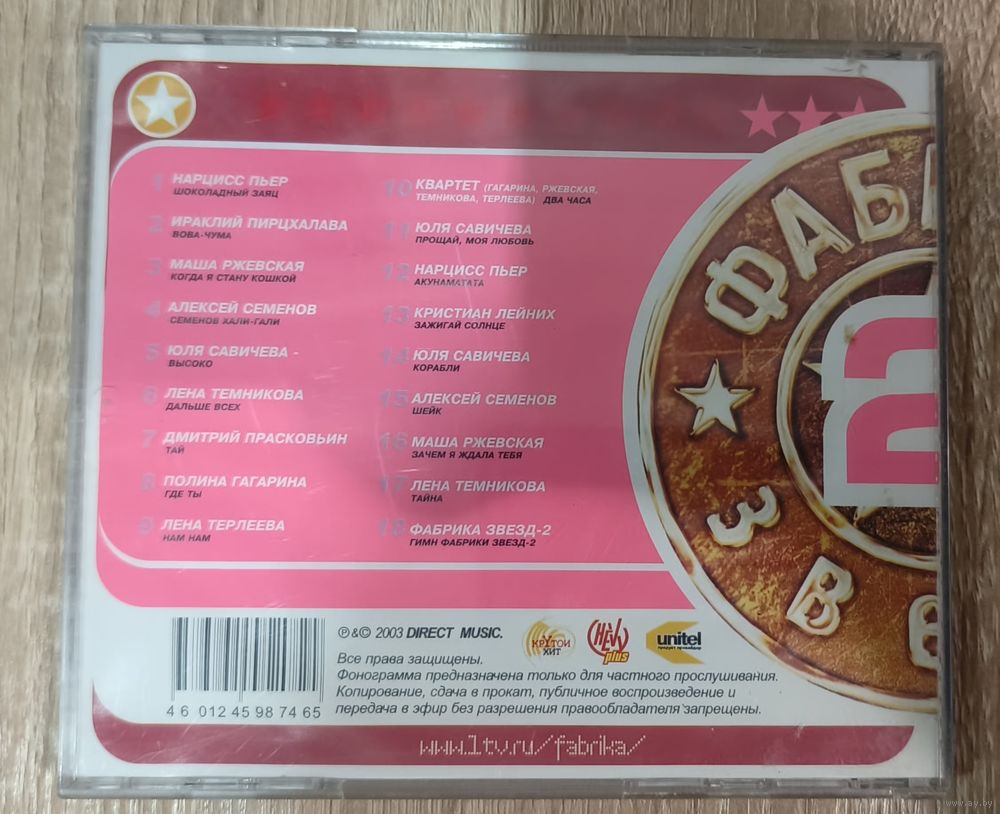 1 НАРЦИСС ПЬЕР
ШОКОЛАДНЫЙ ЗАЯЦ
2 ИРАКЛИЙ ПИРЦХАЛАВА
ВОВА-ЧУМА
3 МАША РЖЕВСКАЯ
КОГДА Я СТАНУ КОШКОЙ
4 АЛЕКСЕЙ СЕМЕНОВ
СЕМЕНОВ ХАЛИ-ГАЛИ
5 ЮЛЯ САВИЧЕВА -
ВЫСОКО
6 ЛЕНА ТЕМНИКОВА
ДАЛЬШЕ ВСЕХ
7 ДМИТРИЙ ПРАСКОВЬИН
ТАЙ
8 ПОЛИНА ГАГАРИНА
ГДЕ ТЫ
9 ЛЕНА ТЕРЛЕЕВА
НАМ НАМ
10 КВАРТЕТ (ГАГАРИНА, РЖЕВСКАЯ,
ТЕМНИКОВА, ТЕРЛЕЕВА) ДВА ЧАСА
11 ЮЛЯ САВИЧЕВА
ПРОЩАЙ, МОЯ ЛЮБОВЬ
12 НАРЦИСС ПЬЕР
АКУНАМАТАТА
13 КРИСТИАН ЛЕЙНИХ
ЗАЖИГАЙ СОЛНЦЕ
14 ЮЛЯ САВИЧЕВА
КОРАБЛИ
15 АЛЕКСЕЙ СЕМЕНОВ
ШЕЙК
16 МАША РЖЕВСКАЯ
ЗАЧЕМ Я ЖДАЛА ТЕБЯ
17 ЛЕНА ТЕМНИКОВА
ТАЙНА
18 ФАБРИКА ЗВЕЗД-2
ГИМН ФАБРИКИ ЗВЕЗД-2
ФАБ
2
ЗВ
℗&© 2003 DIRECT MUSIC.
КРУТОЙ
ХИТ
plus
unitel
продукт провайдер
Все права защищены.
Фонограмма предназначена только для частного прослушивания.
Копирование, сдача в прокат, публичное воспроизведение и
передача в эфир без разрешения правообладателя запрещены.
4 6 012 45 98 74 65
www.1tv.ru/fabrika/
www.ay.by